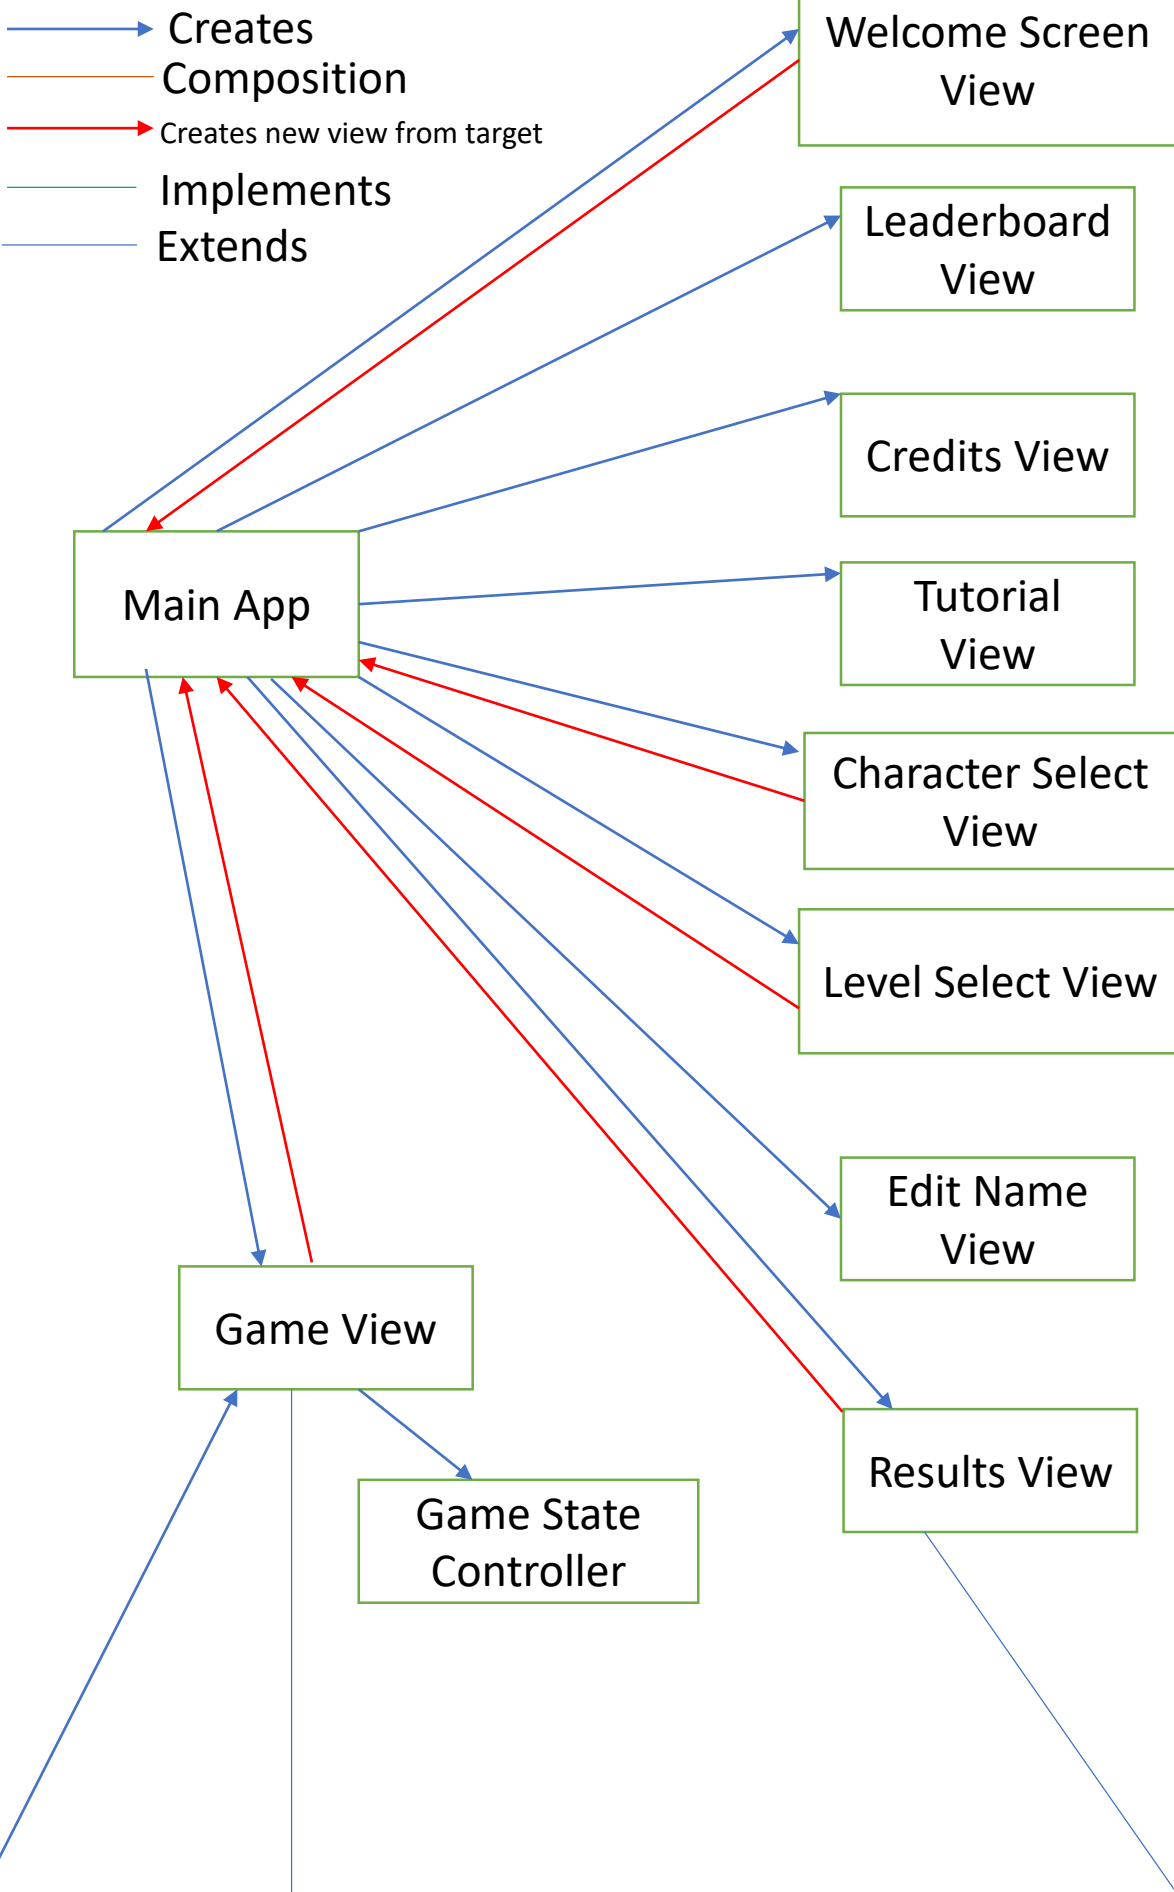 Creates
Composition
Creates new view from target
Implements
Extends
Welcome Screen
View
Leaderboard
View
Credits View
Main App
Tutorial
View
Character Select
View
Level Select View
Edit Name
View
Game View
Results View
Game State
Controller